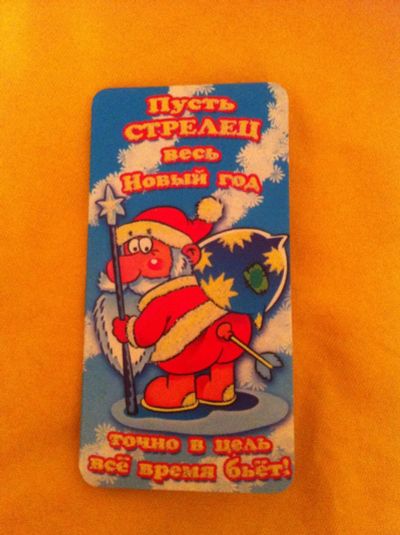 Пусть
СТРЕЛЕЦ
весь
Новый год
точно в цель
всё время бьёт!